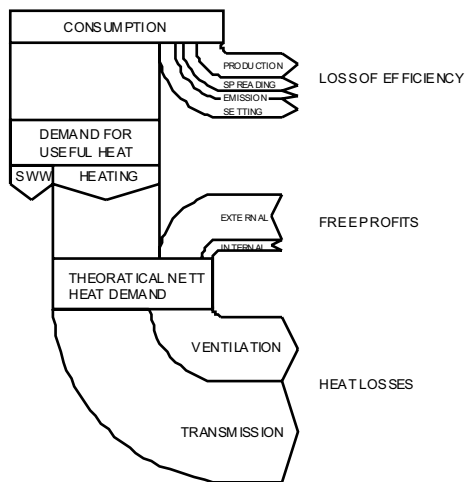 CONSUMPTION
PRODUCTION
SPREADING
EMISSION
SETTING
LOSS OF EFFICIENCY
DEMAND FOR
USEFUL HEAT
SWW
HEATING
EXTERNAL
INTERNAL
FREE PROFITS
THEORATICAL NETT
HEAT DEMAND
VENTILATION
HEAT LOSSES
TRANSMISSION